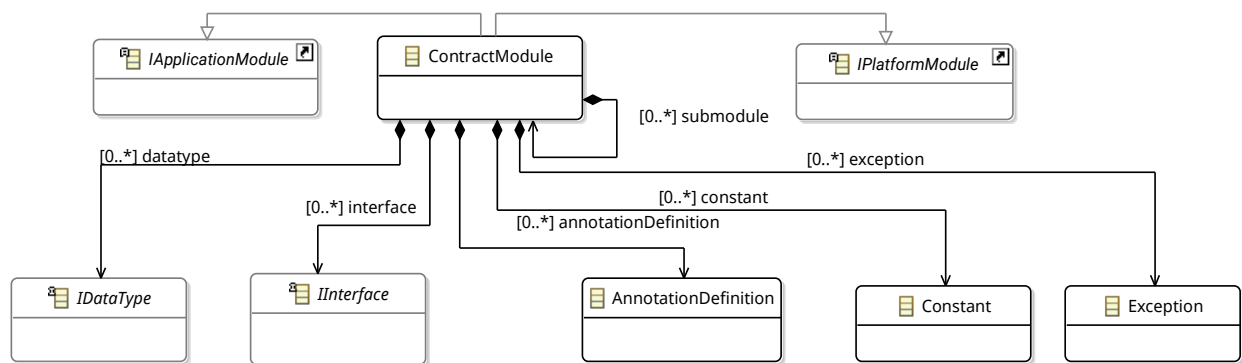 IApplicationModule
ContractModule
IPlatformModule
[0..*] submodule
[0..*] datatype
[0..*] exception
[0..*] interface
[0..*] constant
[0..*] annotationDefinition
IDataType
IInterface
AnnotationDefinition
Constant
Exception